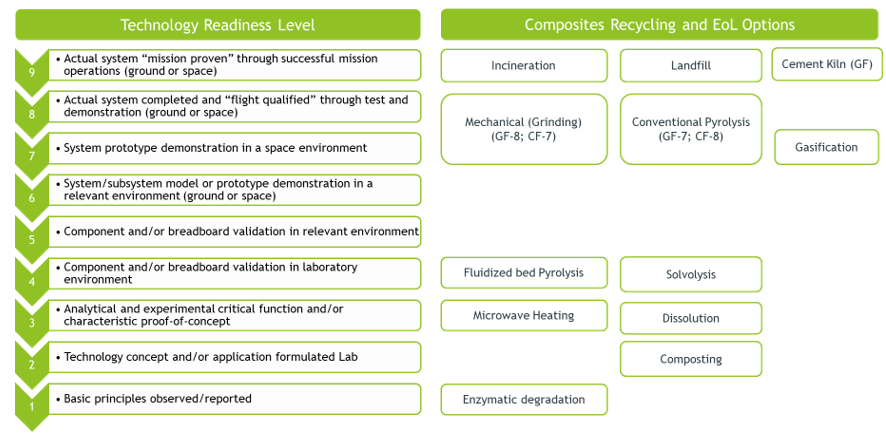 Technology Readiness Level
Composites Recycling and EoL Options
9
• Actual system “mission proven” through successful mission
operations (ground or space)
Incineration
Landfill
Cement Kiln (GF)
8
• Actual system completed and “flight qualified” through test and
demonstration (ground or space)
Mechanical (Grinding)
(GF-8; CF-7)
Conventional Pyrolysis
(GF-7; CF-8)
7
• System prototype demonstration in a space environment
Gasification
6
• System/subsystem model or prototype demonstration in a
relevant environment (ground or space)
5
• Component and/or breadboard validation in relevant environment
4
• Component and/or breadboard validation in laboratory
environment
Fluidized bed Pyrolysis
Solvolysis
3
• Analytical and experimental critical function and/or
characteristic proof-of-concept
Microwave Heating
Dissolution
2
• Technology concept and/or application formulated Lab
Composting
1
• Basic principles observed/reported
Enzymatic degradation